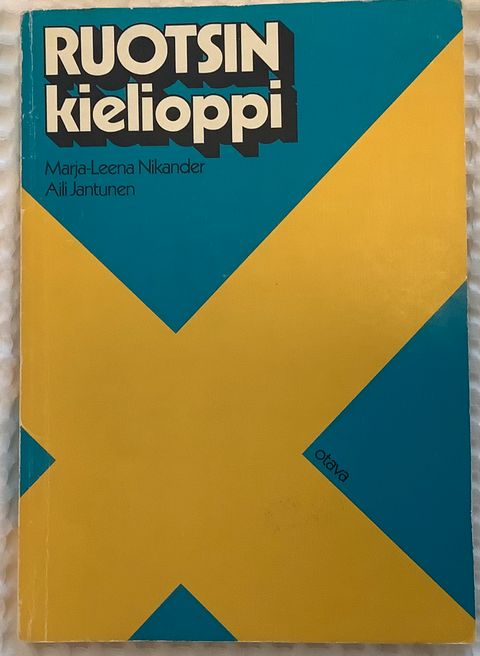 RUOTSIN
kielioppi
Marja-Leena Nikander
Aili Jantunen
otava